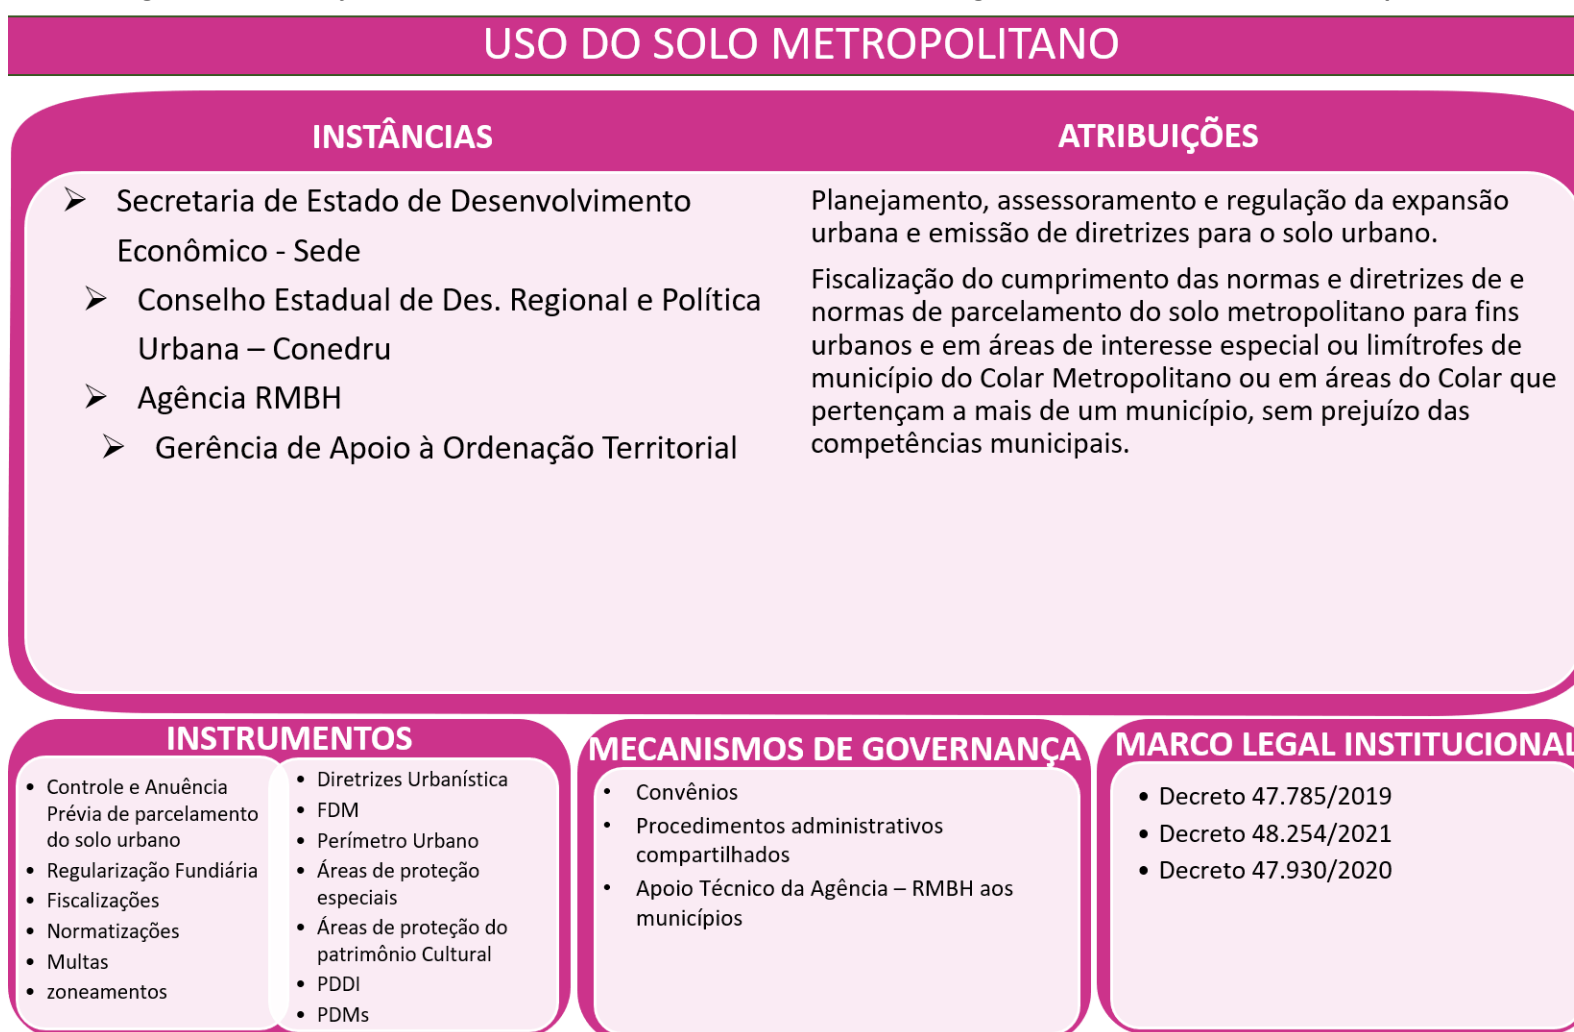 USO DO SOLO METROPOLITANO
INSTÂNCIAS
➢ Secretaria de Estado de Desenvolvimento
Econômico - Sede
➢ Conselho Estadual de Des. Regional e Política
Urbana – Conedru
➢ Agência RMBH
➢ Gerência de Apoio à Ordenação Territorial
ATRIBUIÇÕES
Planejamento, assessoramento e regulação da expansão
urbana e emissão de diretrizes para o solo urbano.
Fiscalização do cumprimento das normas e diretrizes de e
normas de parcelamento do solo metropolitano para fins
urbanos e em áreas de interesse especial ou limítrofes de
município do Colar Metropolitano ou em áreas do Colar que
pertençam a mais de um município, sem prejuízo das
competências municipais.
INSTRUMENTOS
• Controle e Anuência
Prévia de parcelamento
do solo urbano
• Regularização Fundiária
• Fiscalizações
• Normatizações
• Multas
• zoneamentos
• Diretrizes Urbanística
• FDM
• Perímetro Urbano
• Áreas de proteção
especiais
• Áreas de proteção do
patrimônio Cultural
• PDDI
• PDMs
MECANISMOS DE GOVERNANÇA
• Convênios
• Procedimentos administrativos
compartilhados
• Apoio Técnico da Agência – RMBH aos
municípios
MARCO LEGAL INSTITUCIONAL
• Decreto 47.785/2019
• Decreto 48.254/2021
• Decreto 47.930/2020